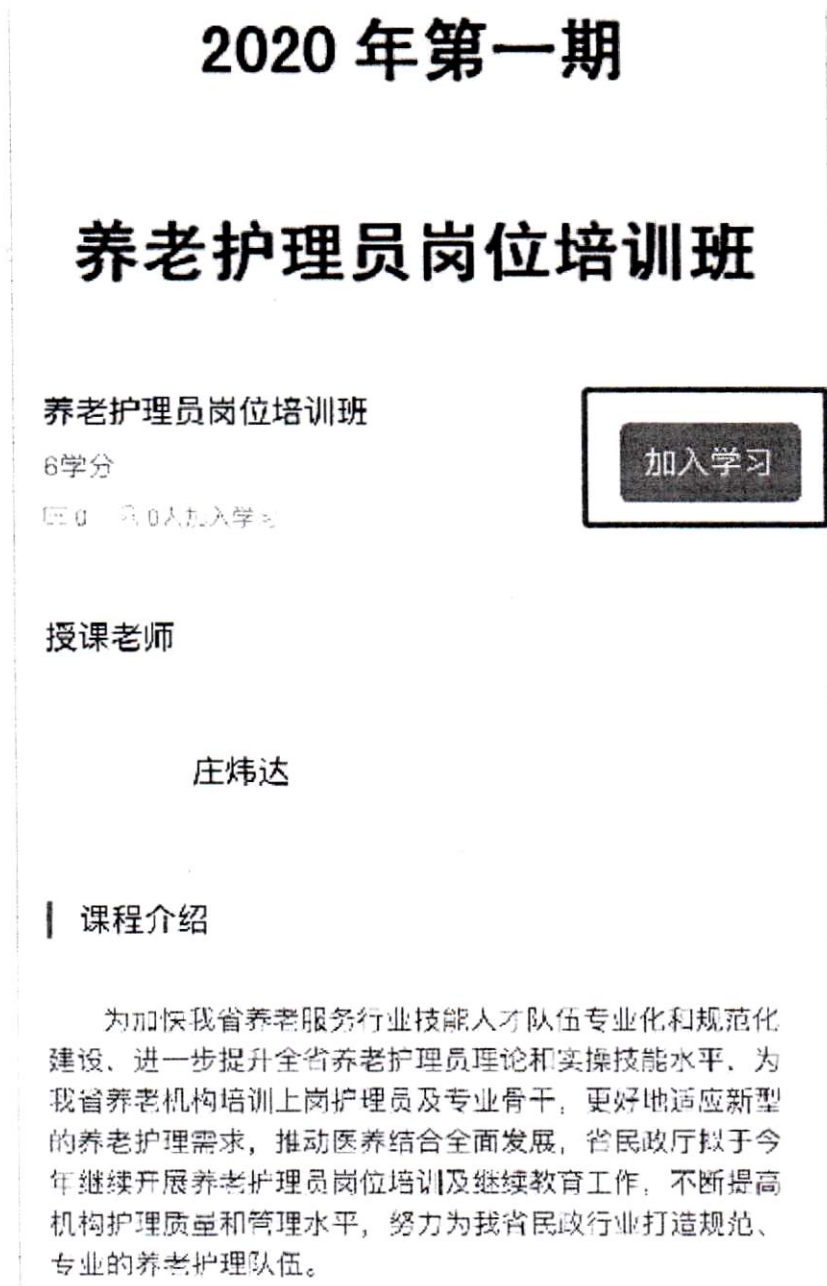 2020 年第一期
养老护理员岗位培训班
养老护理员岗位培训班
6学分
加入学习
0 0人加入学习
授课老师
庄炜达
课程介绍
为加快我省养老服务行业技能人才队伍专业化和规范化
建设、进一步提升全省养老护理员理论和实操技能水平、为
我省养老机构培训上岗护理员及专业骨干，更好地适应新型
的养老护理需求，推动医养结合全面发展，省民政厅拟于今
年继续开展养老护理员岗位培训及继续教育工作，不断提高
机构护理质量和管理水平，努力为我省民政行业打造规范、
专业的养老护理队伍。